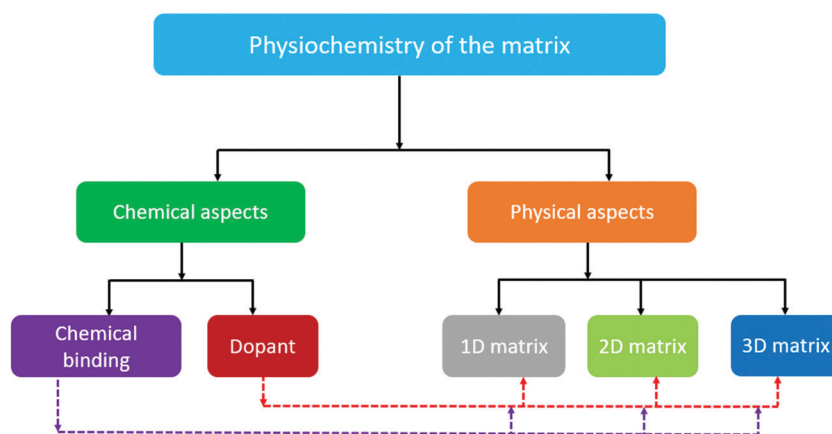 Physiochemistry of the matrix
Chemical aspects
Physical aspects
Chemical
binding
Dopant
1D matrix
2D matrix
3D matrix